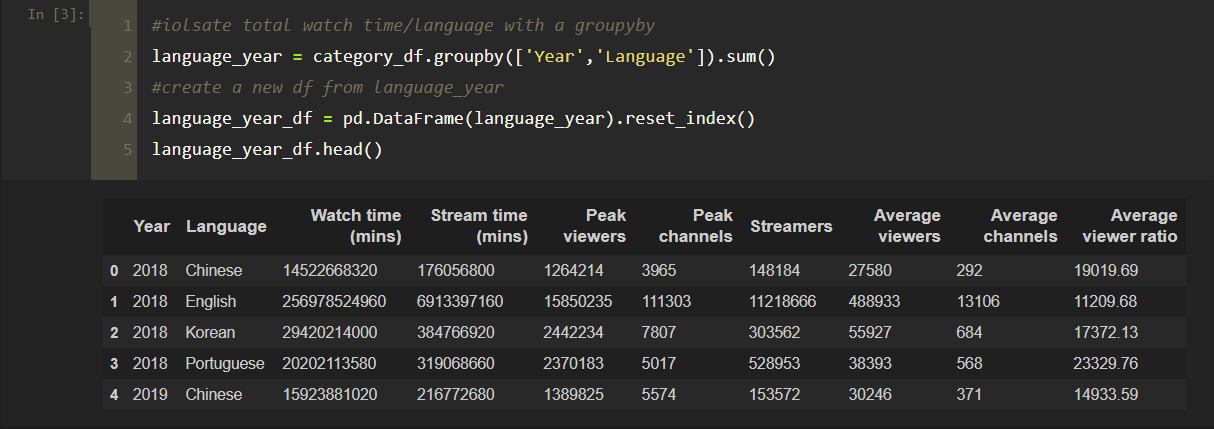 In [3]:
1 #iolsate total watch time/language with a groupyby
2 language_year = category_df.groupby(['Year','Language']).sum()
3 #create a new df from language_year
4 language_year_df = pd.DataFrame(language_year).reset_index()
5 language_year_df.head()
Year Language Watch time (mins) Stream time (mins) Peak viewers Peak channels Streamers Average viewers Average channels Average viewer ratio
0 2018 Chinese 14522668320 176056800 1264214 3965 148184 27580 292 19019.69
1 2018 English 256978524960 6913397160 15850235 111303 11218666 488933 13106 11209.68
2 2018 Korean 29420214000 384766920 2442234 7807 303562 55927 684 17372.13
3 2018 Portuguese 20202113580 319068660 2370183 5017 528953 38393 568 23329.76
4 2019 Chinese 15923881020 216772680 1389825 5574 153572 30246 371 14933.59